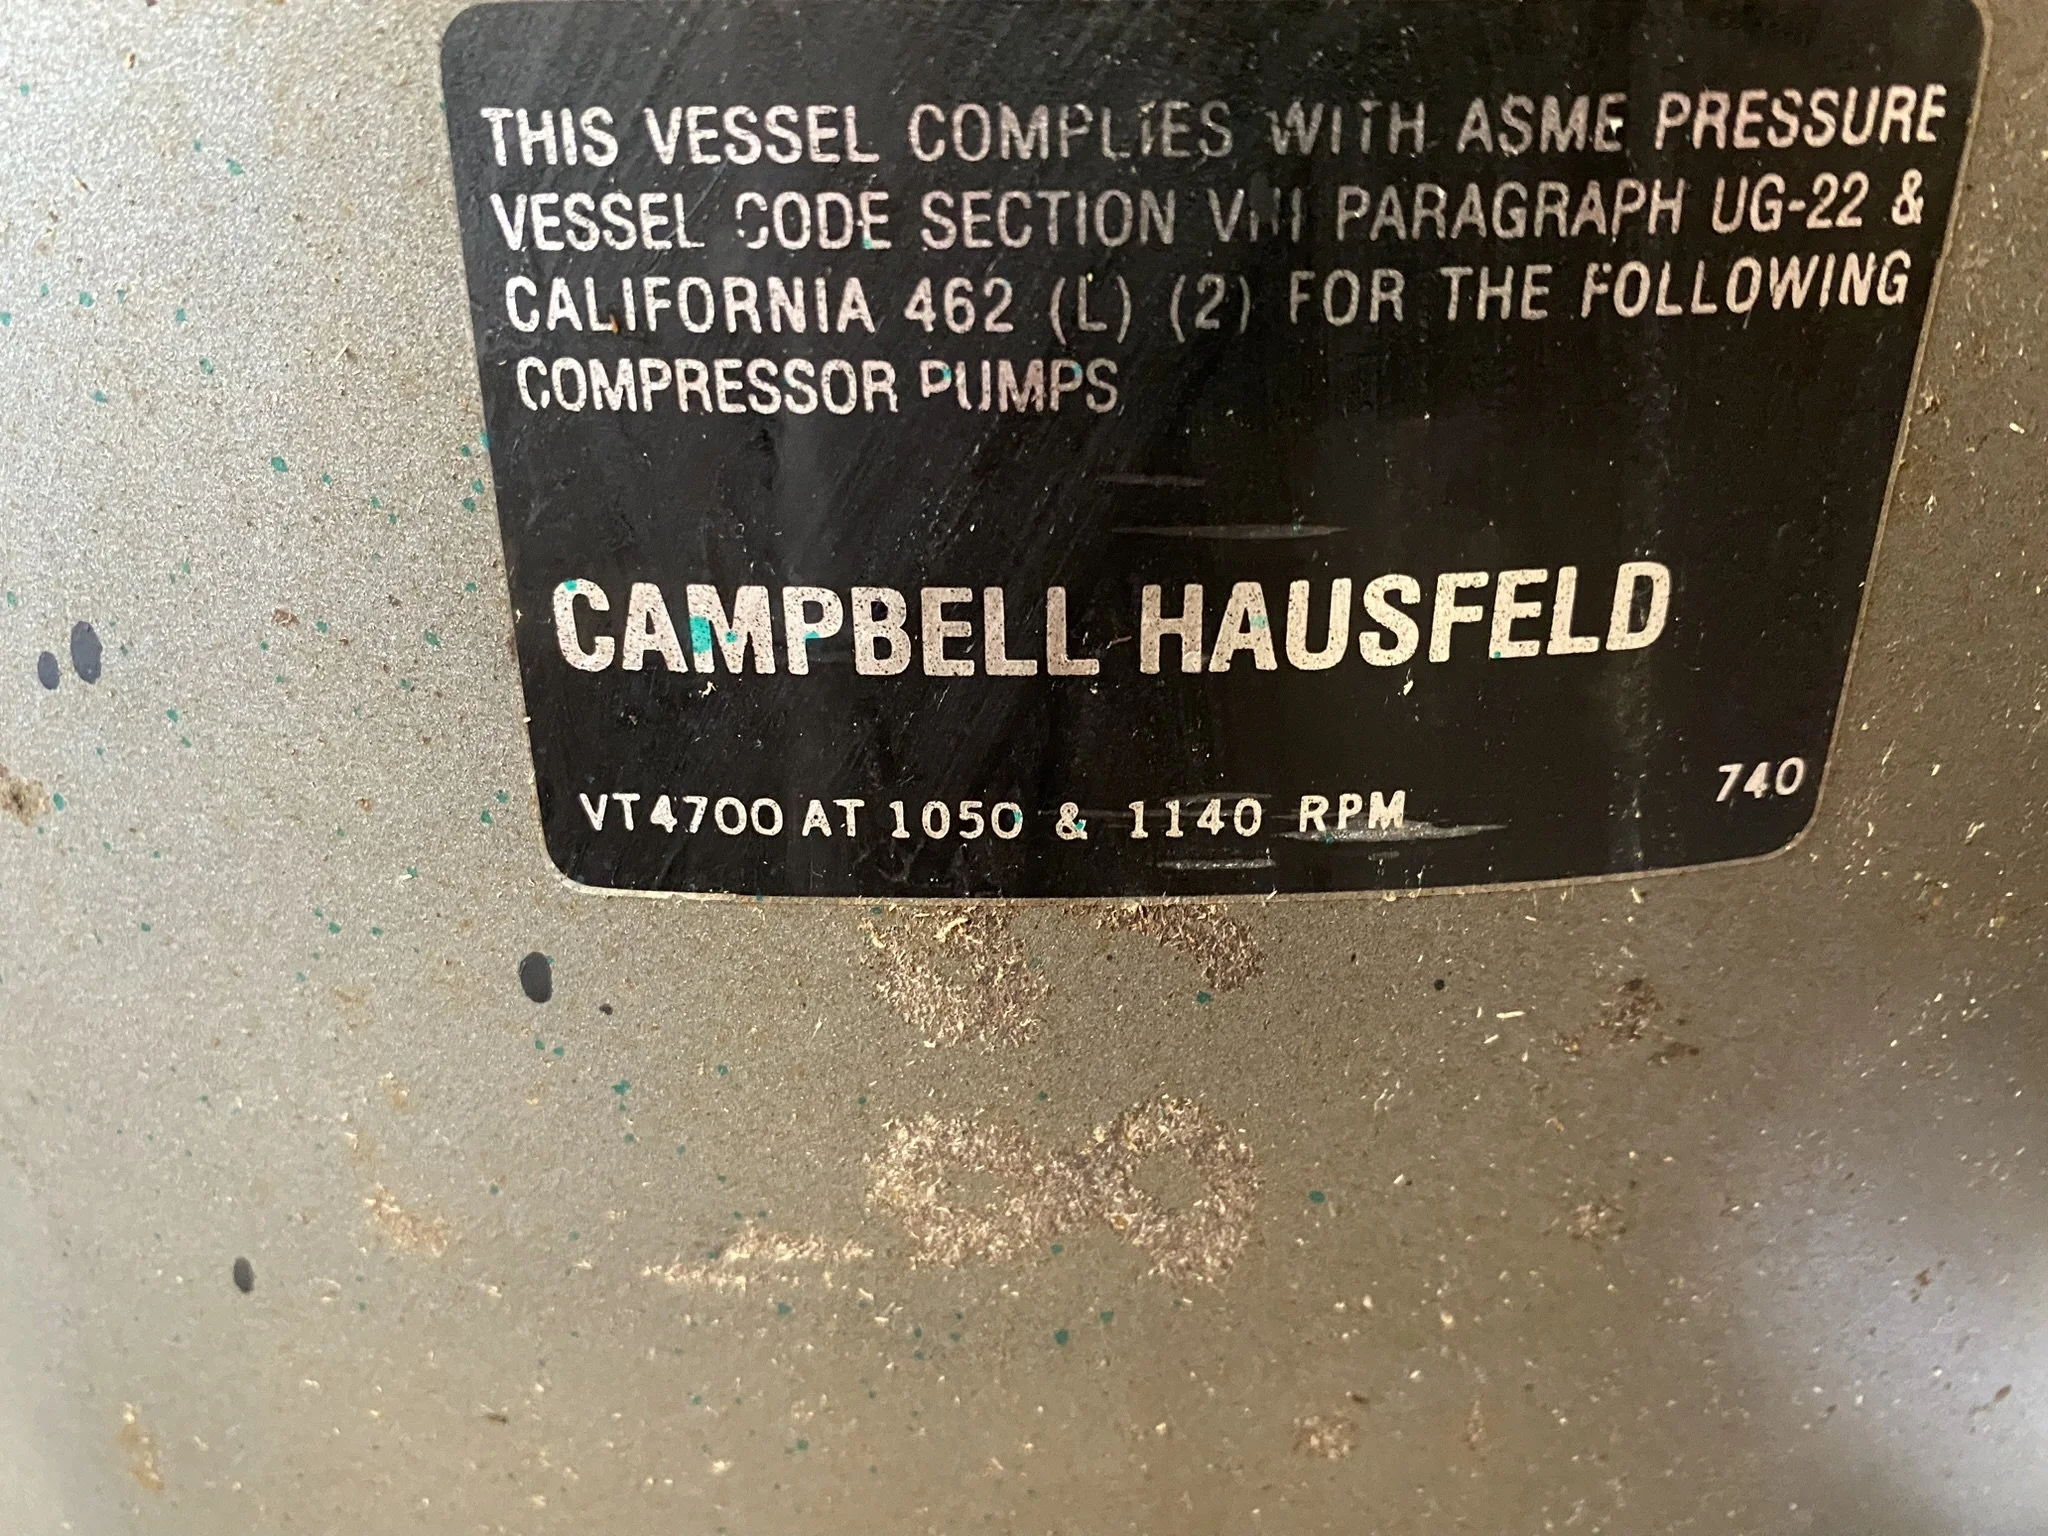 THIS VESSEL COMPLIES WITH ASME PRESSURE
VESSEL CODE SECTION VIII PARAGRAPH UG-22 &
CALIFORNIA 462 (L) (2) FOR THE FOLLOWING
COMPRESSOR PUMPS
CAMPBELL HAUSFELD
VT4700 AT 1050 & 1140 RPM
740